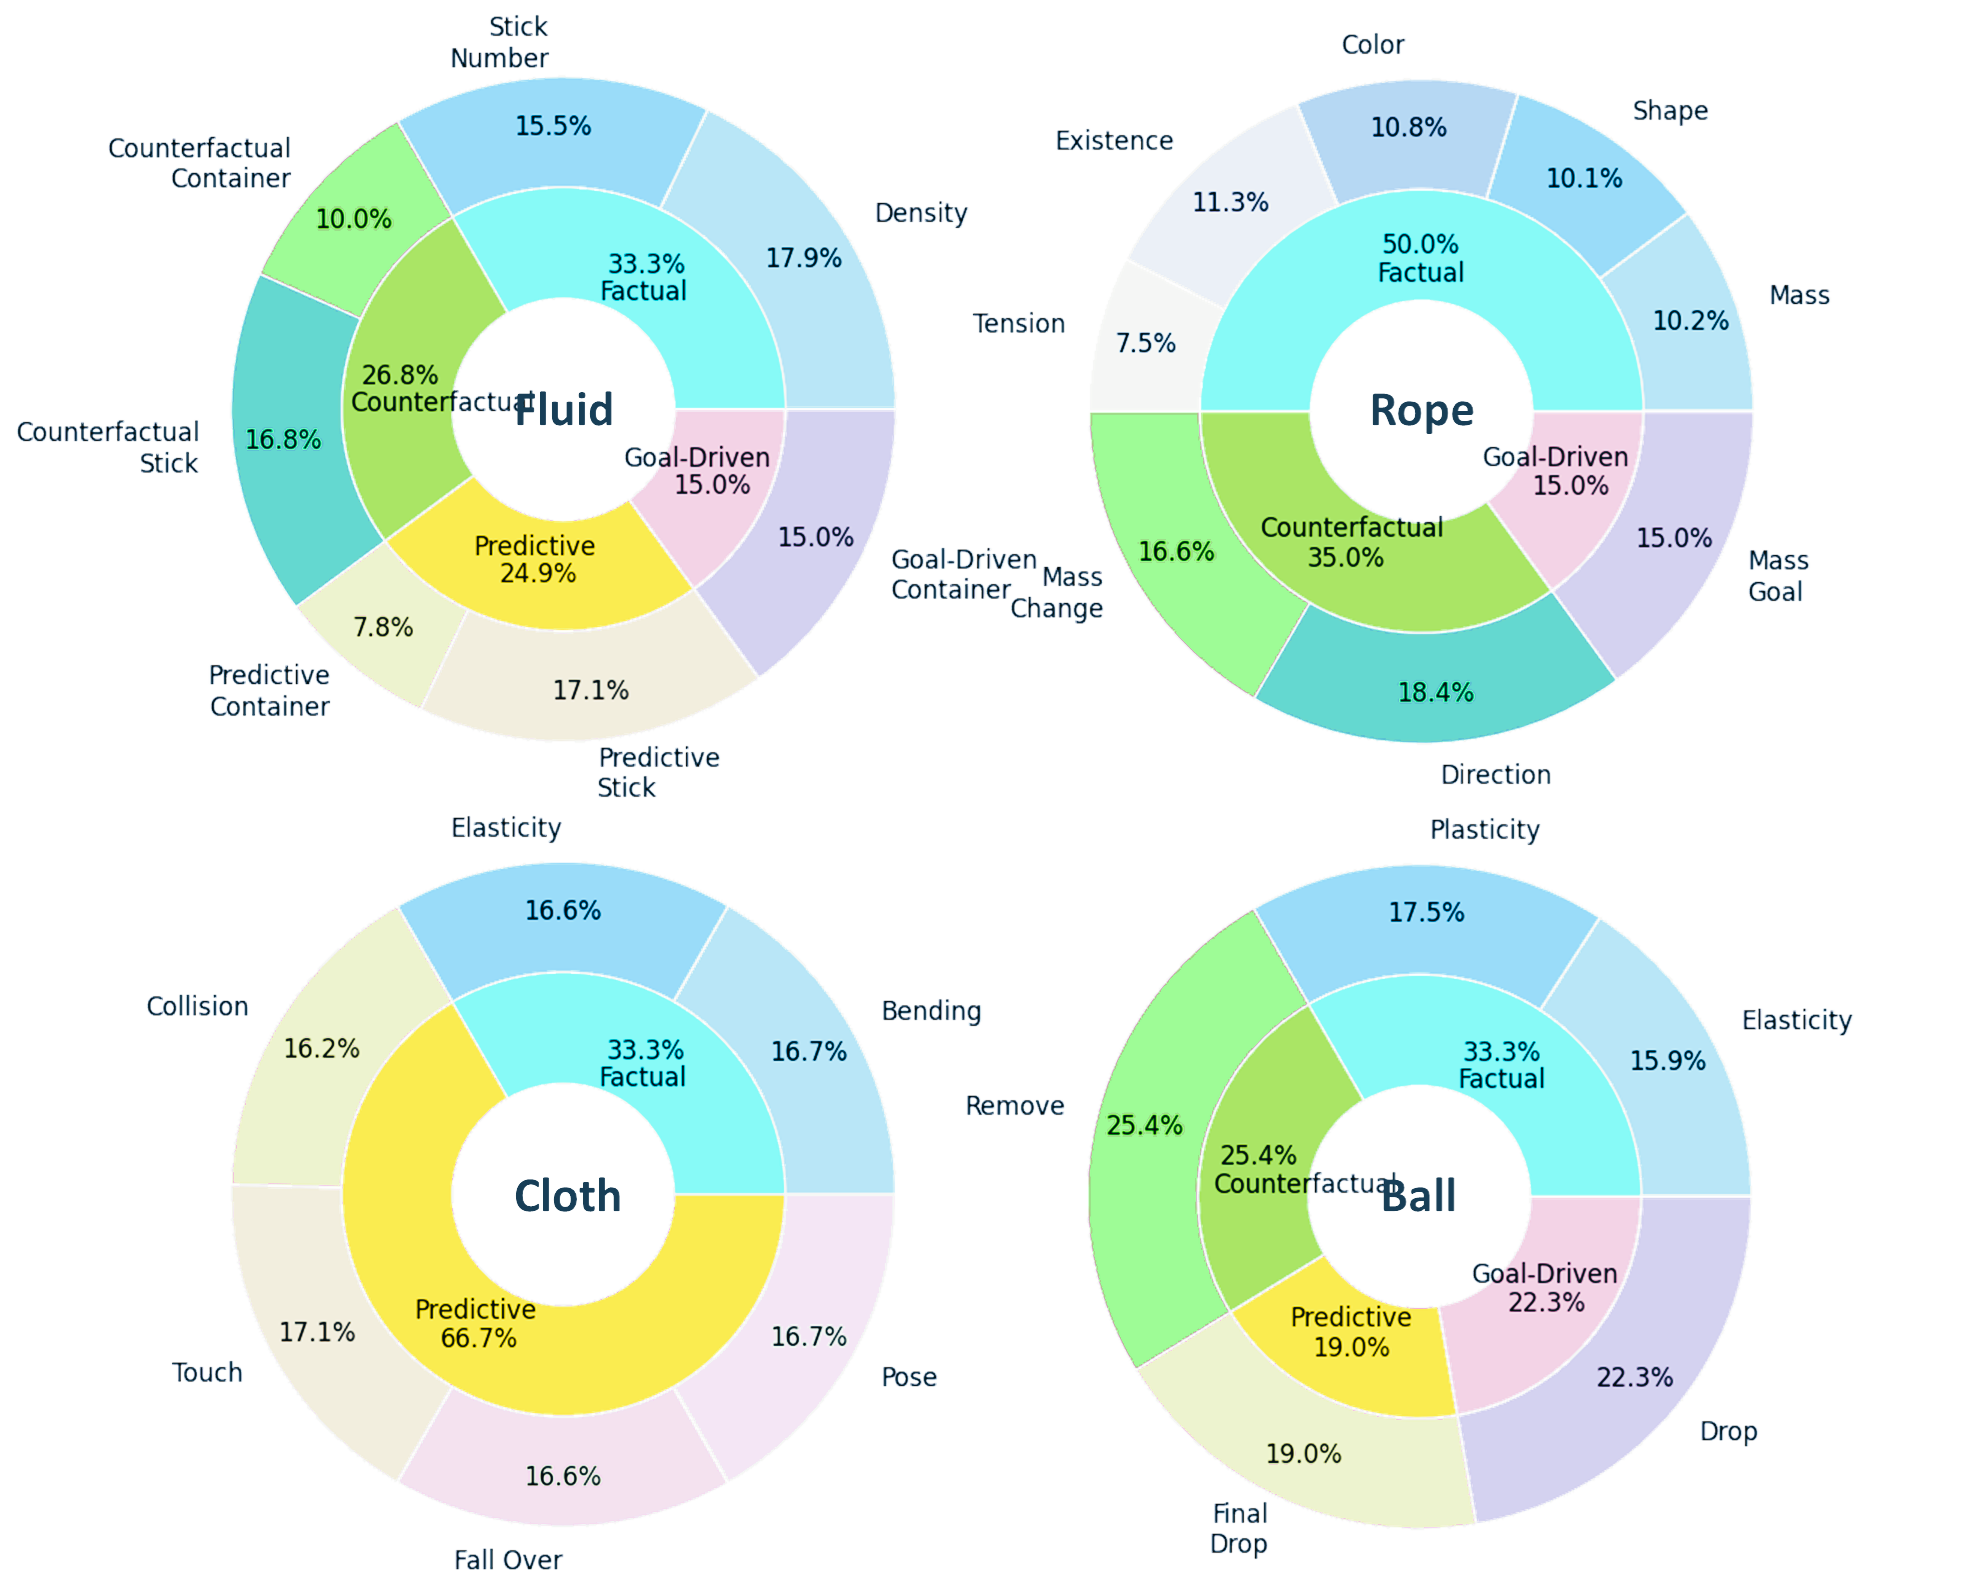 Stick
Number
15.5%
Counterfactual
Container
10.0%
Density
17.9%
33.3%
Factual
26.8%
Counterfactual
Fluid
Counterfactual
Stick
16.8%
Goal-Driven
15.0%
Predictive
24.9%
15.0%
Goal-Driven
Container
7.8%
Predictive
Container
17.1%
Predictive
Stick
Color
10.8%
Shape
10.1%
Existence
11.3%
50.0%
Factual
Mass
10.2%
Tension
7.5%
Rope
Goal-Driven
15.0%
Counterfactual
35.0%
Mass
Change
16.6%
15.0%
Mass
Goal
18.4%
Direction
Elasticity
16.6%
Collision
16.2%
Bending
16.7%
33.3%
Factual
Cloth
Predictive
66.7%
Touch
17.1%
16.7%
Pose
16.6%
Fall Over
Plasticity
17.5%
Elasticity
15.9%
33.3%
Factual
Remove
25.4%
25.4%
Counterfactual
Ball
Goal-Driven
22.3%
Predictive
19.0%
22.3%
Drop
19.0%
Final
Drop